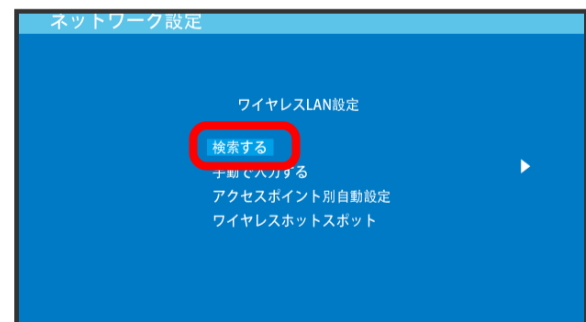 ネットワーク設定
ワイヤレスLAN設定
検索する
手動で入力する
アクセスポイント別自動設定
ワイヤレスホットスポット